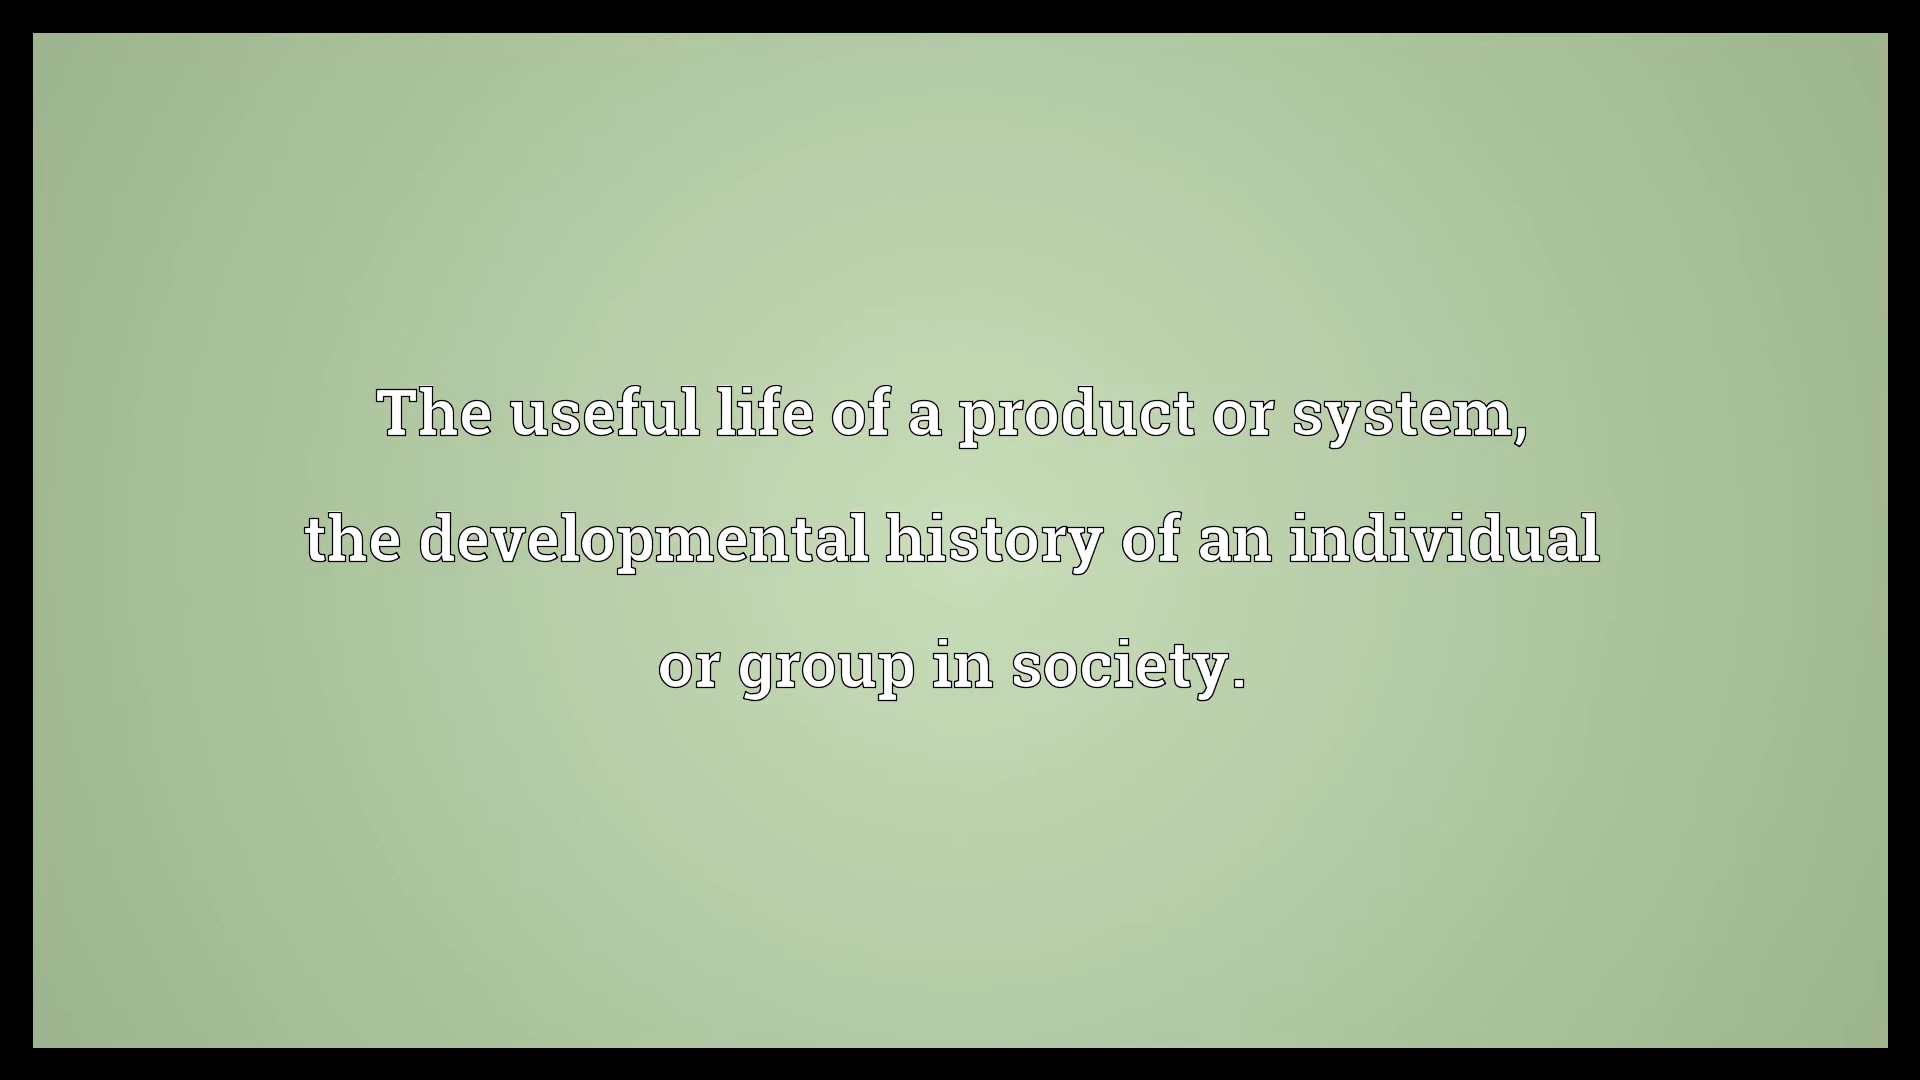 The useful life of a product or system,
the developmental history of an individual
or group in society.